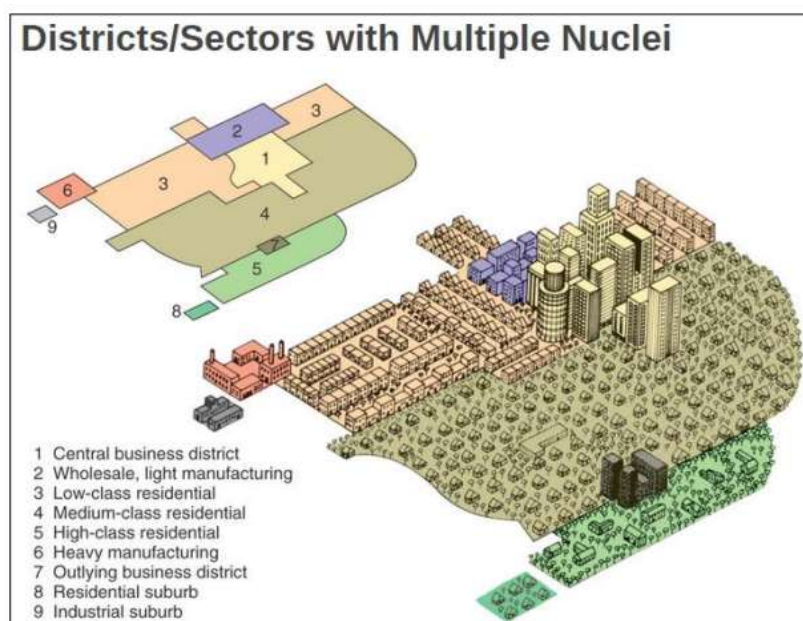 Districts/Sectors with Multiple Nuclei
3
2
1
3
6
9
4
7
5
8
1 Central business district
2 Wholesale, light manufacturing
3 Low-class residential
4 Medium-class residential
5 High-class residential
6 Heavy manufacturing
7 Outlying business district
8 Residential suburb
9 Industrial suburb